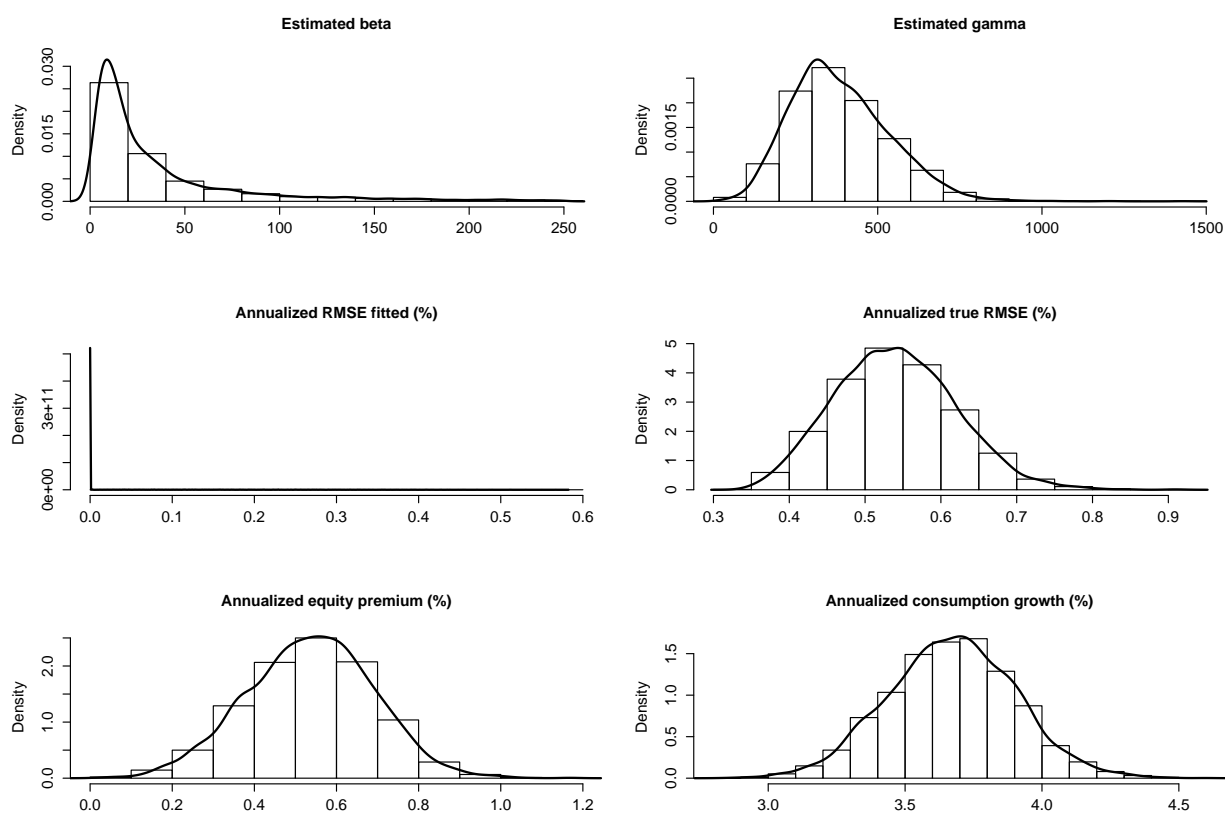 Estimated beta
Density
0.000 0.015 0.030
0 50 100 150 200 250
Estimated gamma
Density
0.0000 0.0015
0 500 1000 1500
Annualized RMSE fitted (%)
Density
0e+00 3e+11
0.0 0.1 0.2 0.3 0.4 0.5 0.6
Annualized true RMSE (%)
Density
0 1 2 3 4 5
0.3 0.4 0.5 0.6 0.7 0.8 0.9
Annualized equity premium (%)
Density
0.0 1.0 2.0
0.0 0.2 0.4 0.6 0.8 1.0 1.2
Annualized consumption growth (%)
Density
0.0 0.5 1.0 1.5
3.0 3.5 4.0 4.5